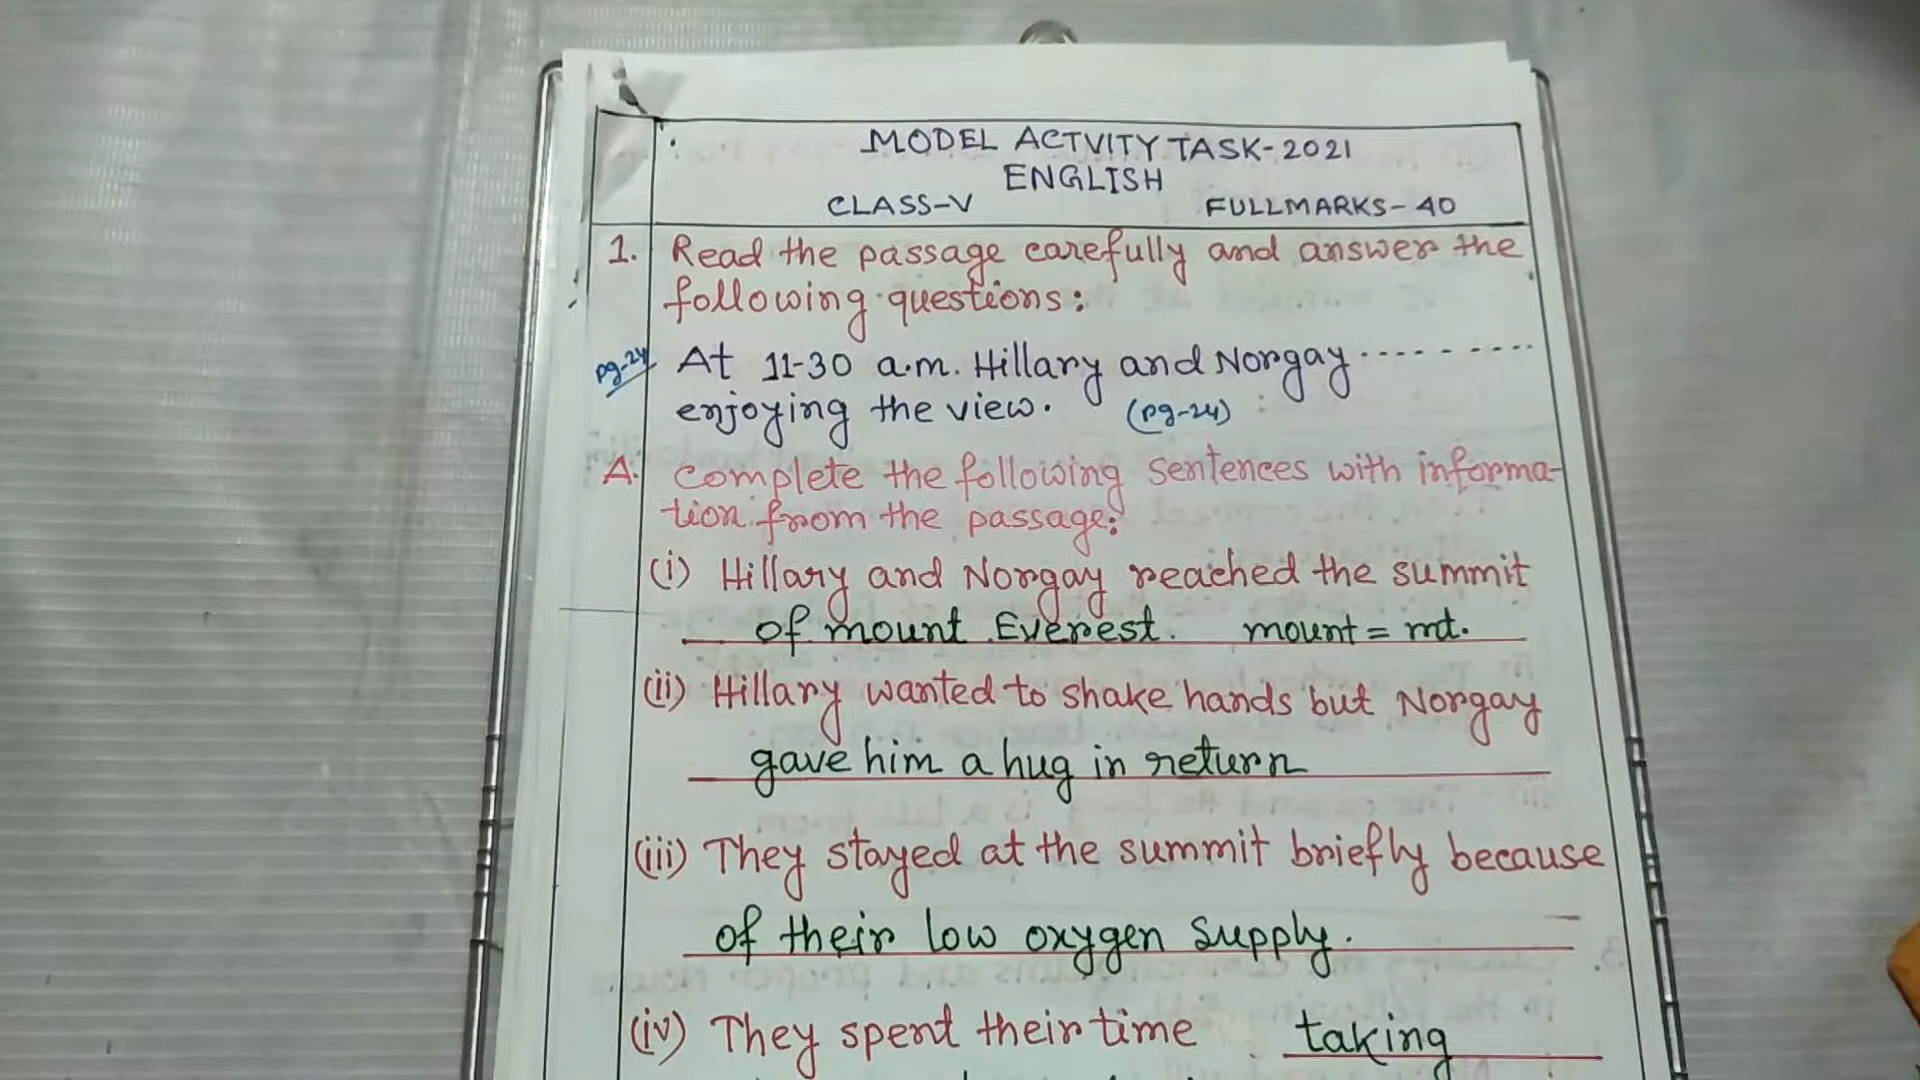 MODEL ACTVITY TASK-2021
ENGLISH
CLASS-V FULLMARKS-40
1. Read the passage carefully and answer the
following questions:
pg-24 At 11-30 a.m. Hillary and Norgay ----------
enjoying the view. (pg-24)
A. Complete the following sentences with informa-
tion from the passage:
(i) Hillary and Norgay reached the summit
of mount Everest. mount = mt.
(ii) Hillary wanted to shake hands but Norgay
gave him a hug in return
(iii) They stayed at the summit briefly because
of their low oxygen supply.
(iv) They spent their time taking